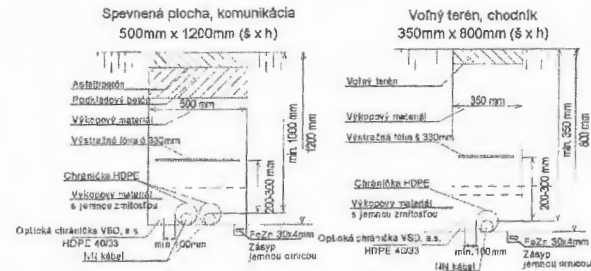 Spevnená plocha, komunikácia
500mm x 1200mm (š x h)
Asfaltbetón
Podkladový betón
500 mm
Výkopový materiál
Výstražná fólia š 330mm
min. 1000 mm
1200 mm
200-300 mm
Chránička HDPE
Výkopový materiál
s jemnou zrnitosťou
Optická chránička VSD, a.s.
HDPE 40/33
min. 100mm
NN kábel
FeZn 30x4mm
Zásyp
jemnou ornicou
Voľný terén, chodník
350mm x 800mm (š x h)
Voľný terén
350 mm
Výkopový materiál
Výstražná fólia š 330mm
min. 350 mm
800 mm
200-300 mm
Chránička HDPE
Výkopový materiál
s jemnou zrnitosťou
Optická chránička VSD, a.s.
HDPE 40/33
min. 100mm
NN kábel
FeZn 30x4mm
Zásyp
jemnou ornicou